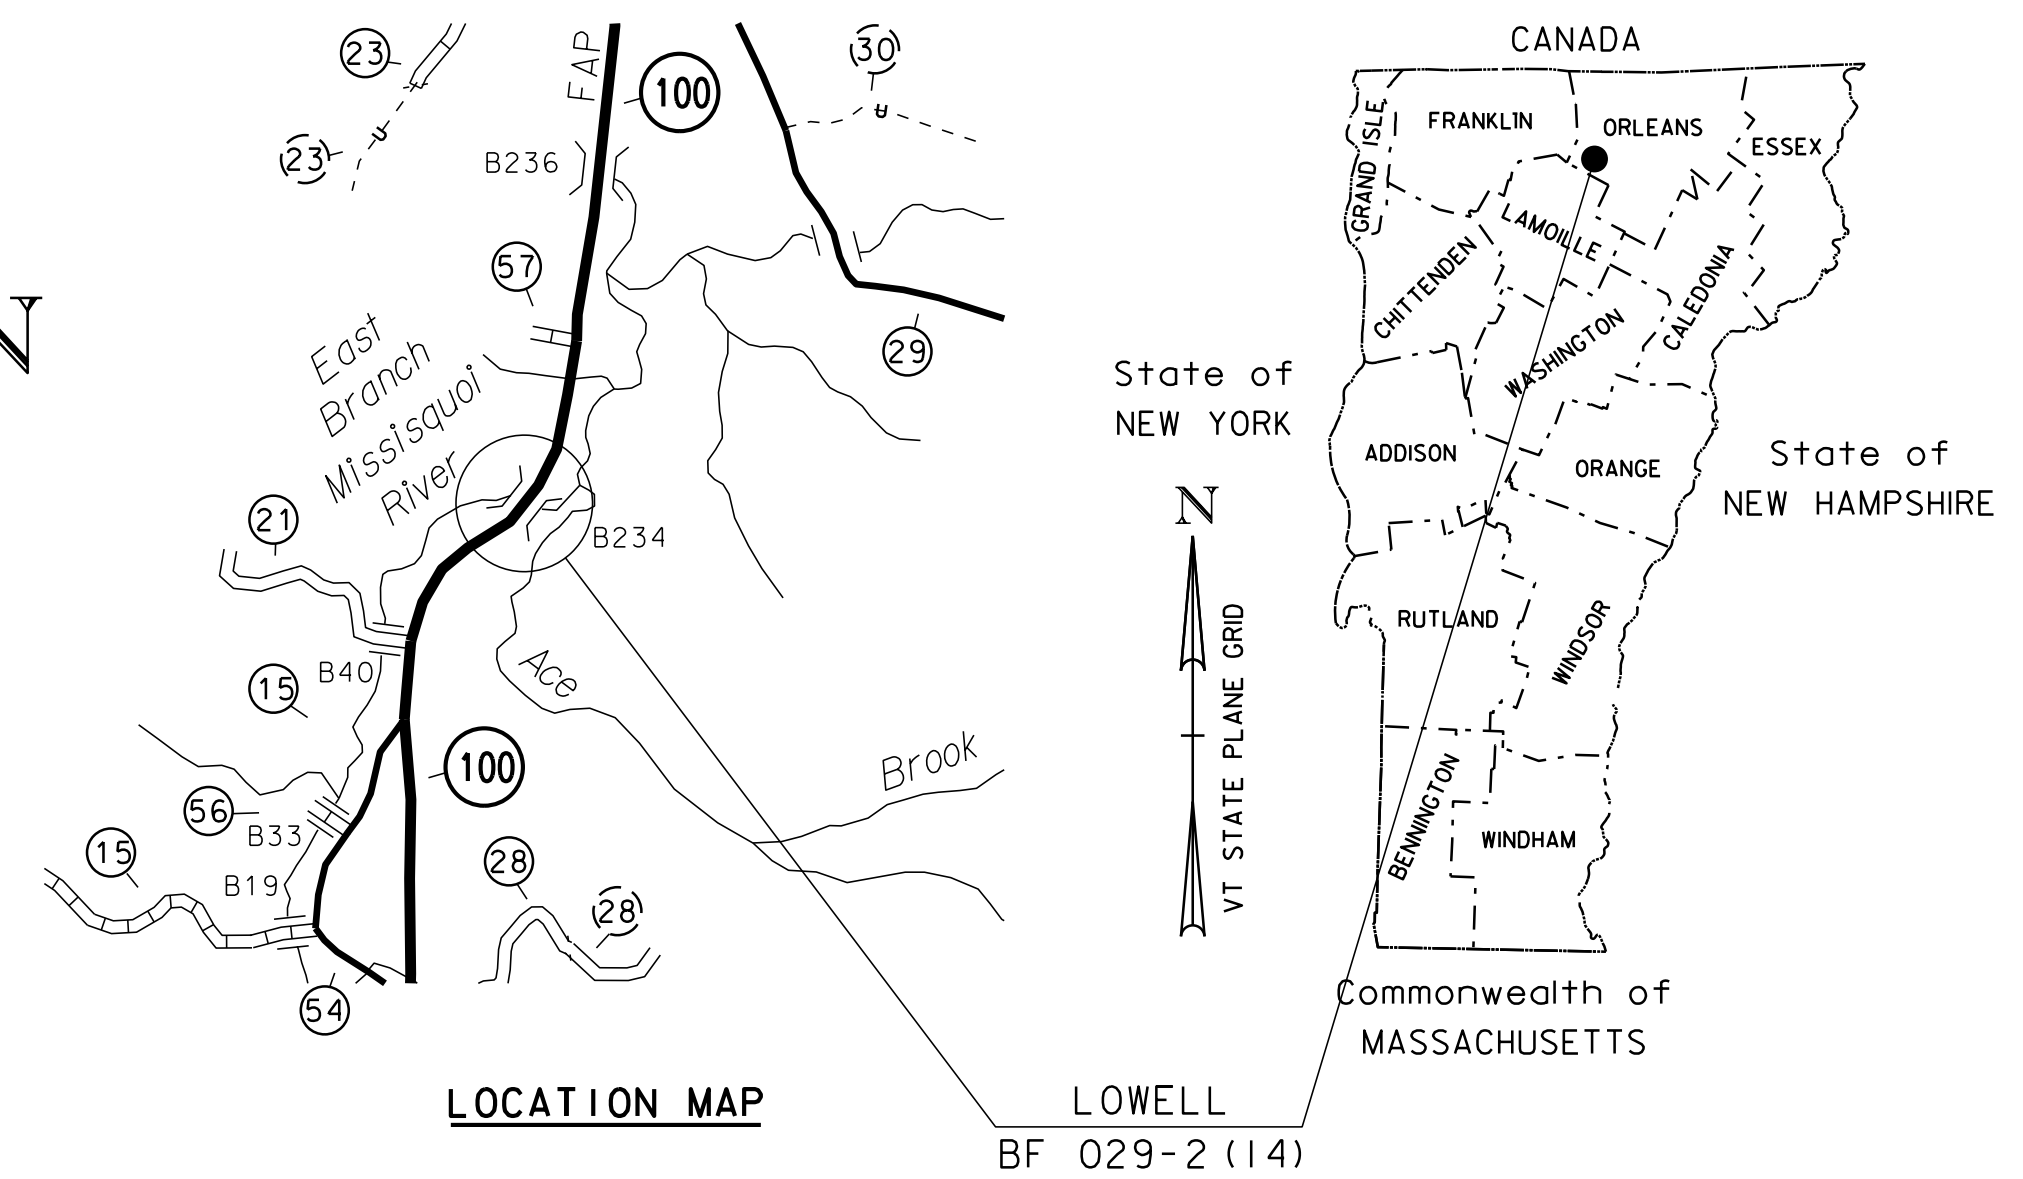 23
FAP
100
30
23
B236
57
29
East
Branch
Missisquoi
River
21
B234
B40
15
Ace
Brook
100
56
B33
15
B19
28
28
54
LOCATION MAP
LOWELL
BF 029-2(14)
CANADA
GRAND ISLE
FRANKLIN
ORLEANS
ESSEX
LAMOILLE
CHITTENDEN
CALEDONIA
WASHINGTON
State of
NEW YORK
ADDISON
ORANGE
State of
NEW HAMPSHIRE
N
VT STATE PLANE GRID
RUTLAND
WINDSOR
BENNINGTON
WINDHAM
Commonwealth of
MASSACHUSETTS